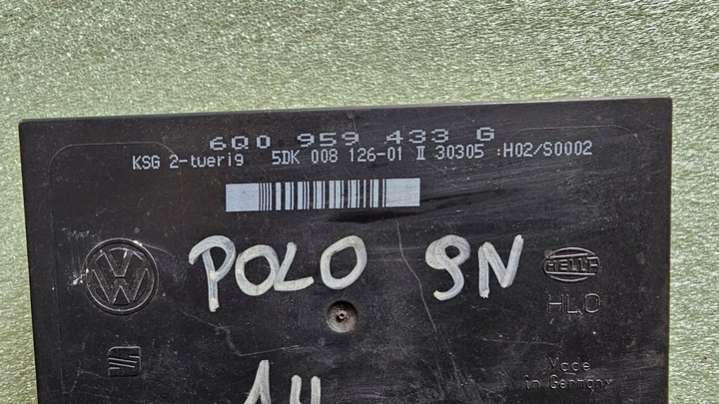 6Q0 959 433 G
KSG 2-tuerig 5DK 008 126-01 II 30305 :H02/S0002
POLO 9N
VW
HELLA
HLO
Made
in Germany